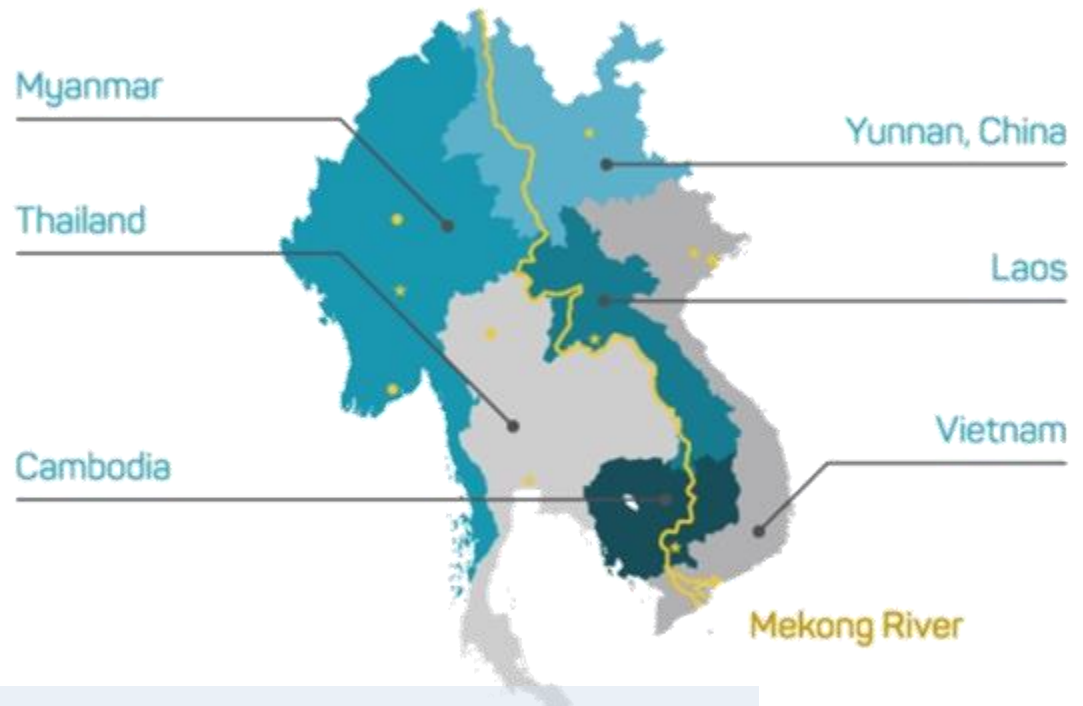 Myanmar
Yunnan, China
Thailand
Laos
Vietnam
Cambodia
Mekong River